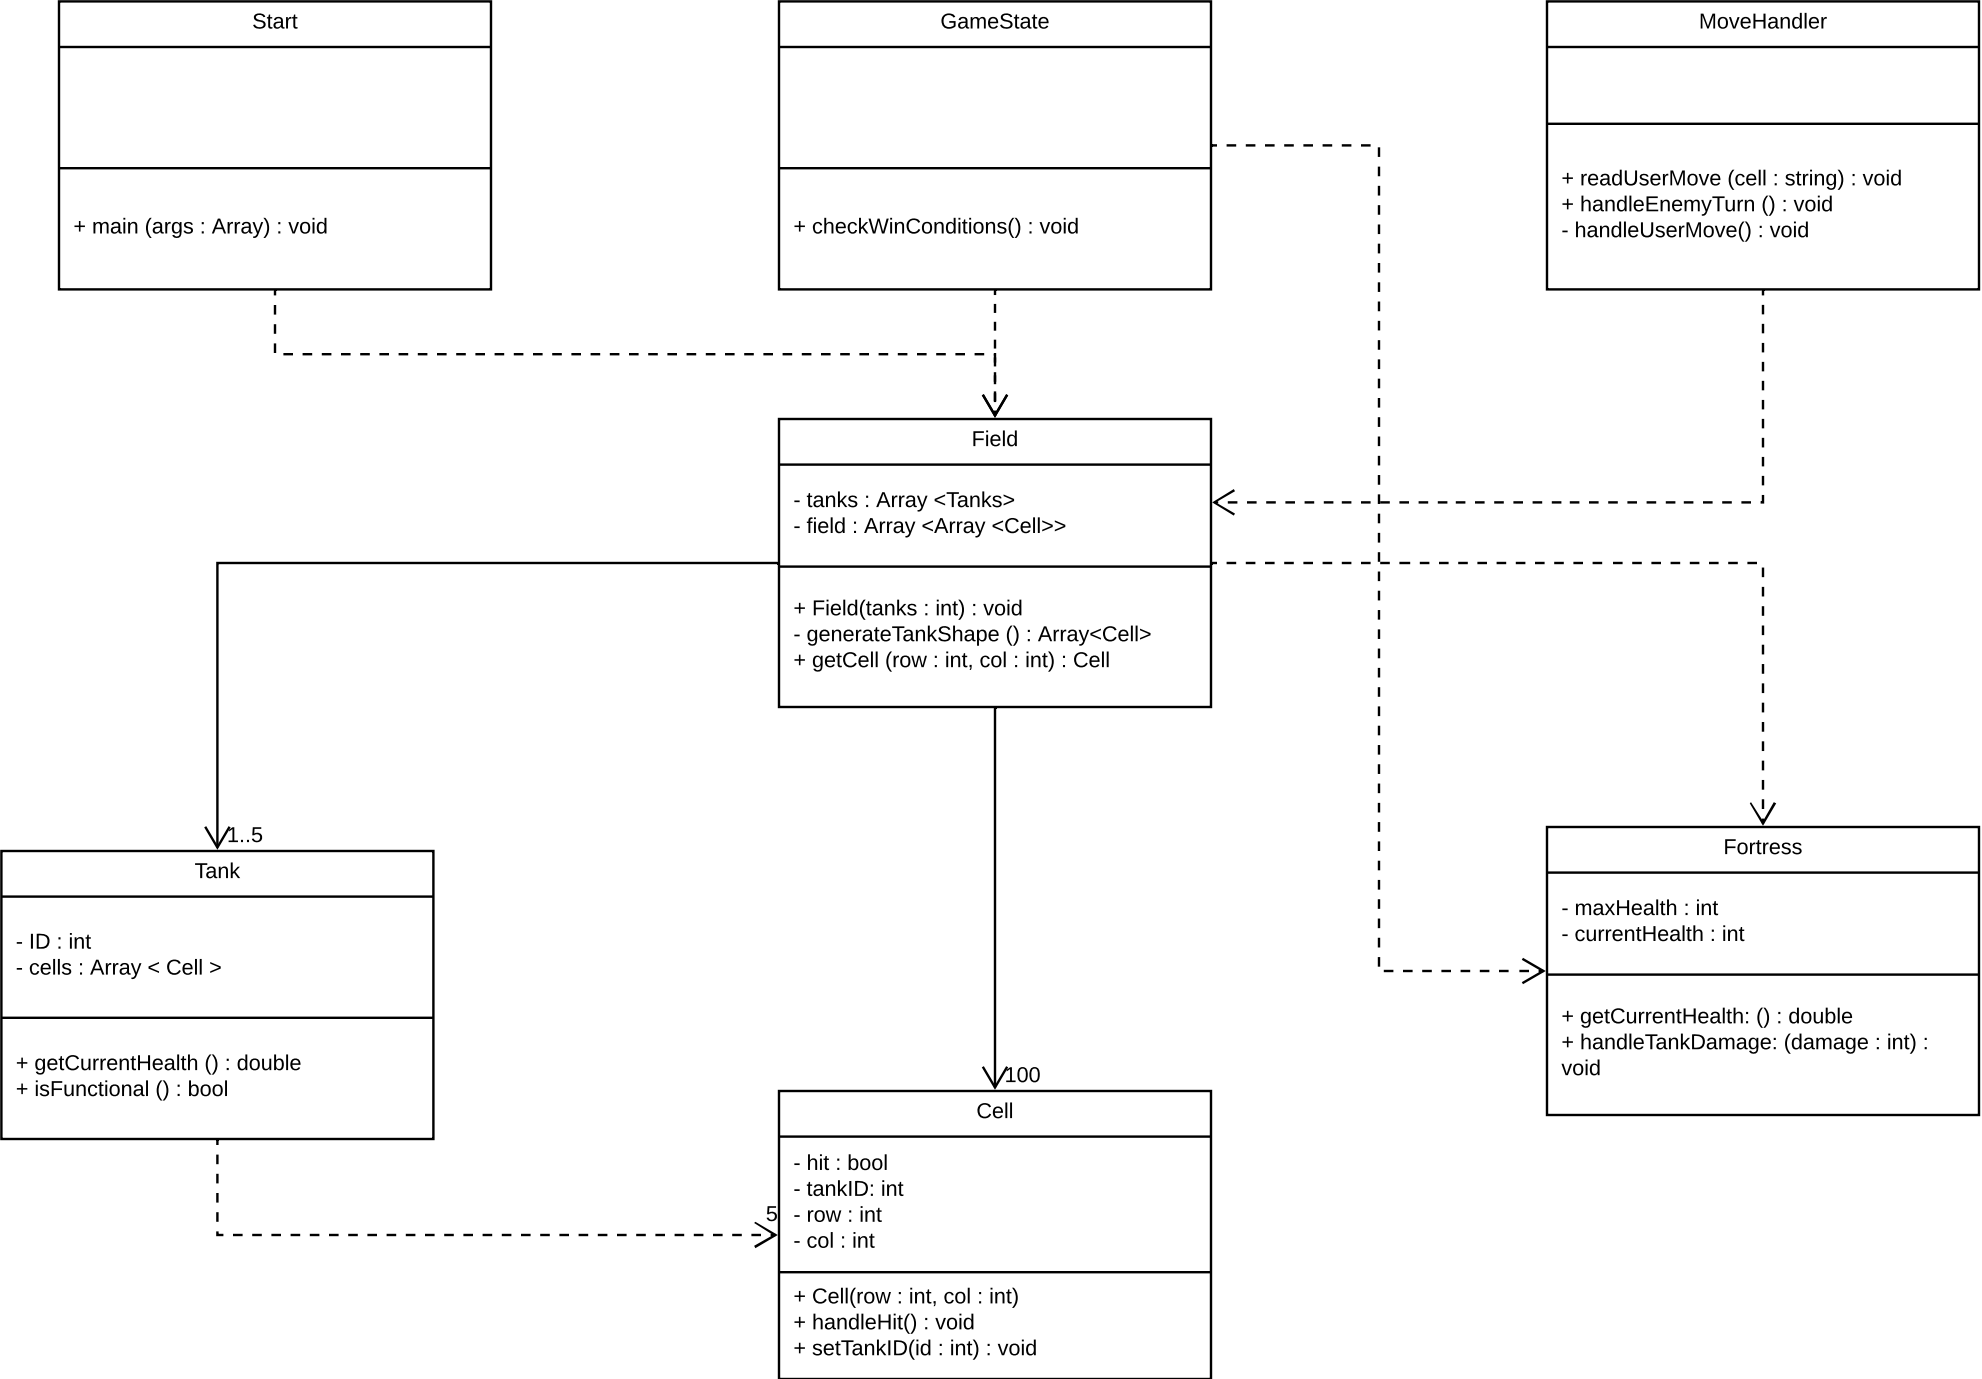 Start
+ main (args : Array) : void
GameState
+ checkWinConditions() : void
MoveHandler
+ readUserMove (cell : string) : void
+ handleEnemyTurn () : void
- handleUserMove() : void
Field
- tanks : Array <Tanks>
- field : Array <Array <Cell>>
+ Field(tanks : int) : void
- generateTankShape () : Array<Cell>
+ getCell (row : int, col : int) : Cell
1..5
Tank
- ID : int
- cells : Array < Cell >
+ getCurrentHealth () : double
+ isFunctional () : bool
Fortress
- maxHealth : int
- currentHealth : int
+ getCurrentHealth: () : double
+ handleTankDamage: (damage : int) :
void
100
Cell
5
- hit : bool
- tankID: int
- row : int
- col : int
+ Cell(row : int, col : int)
+ handleHit() : void
+ setTankID(id : int) : void